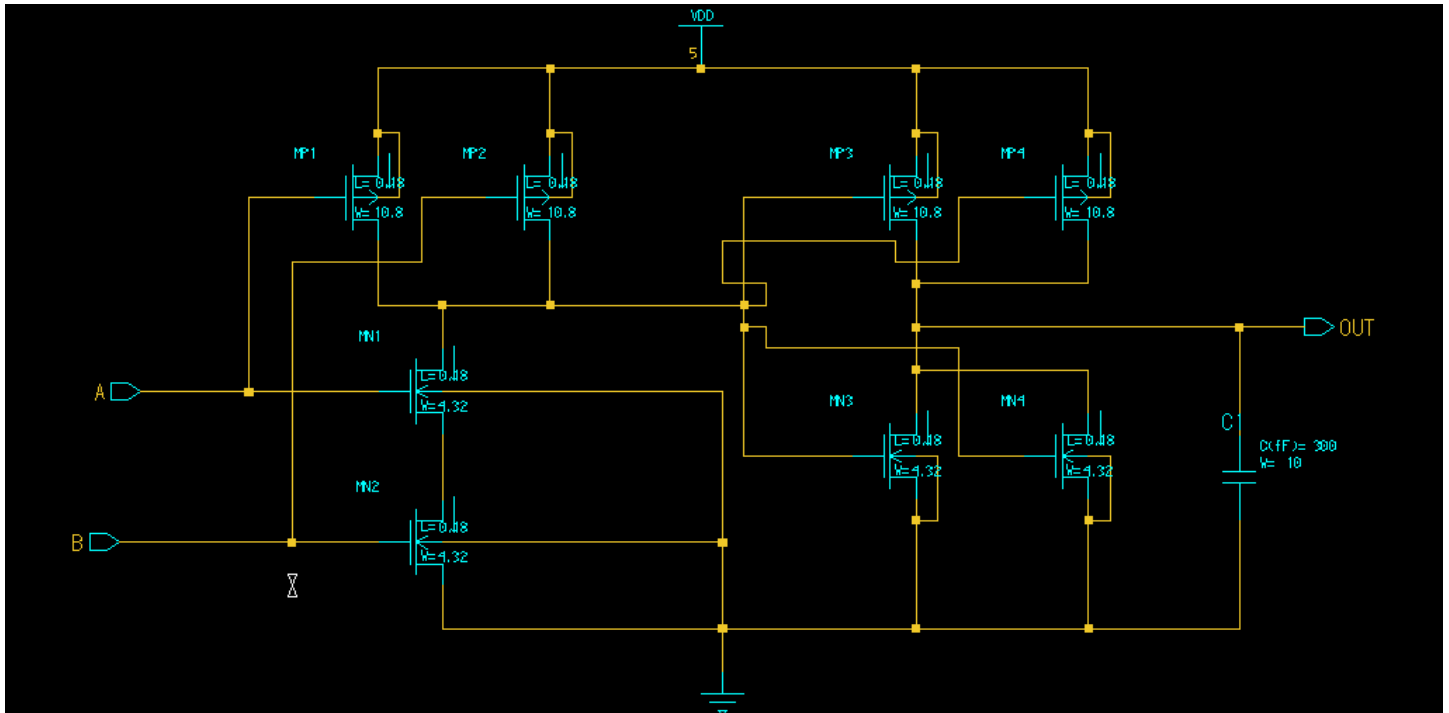 VDD
5
MP1
L= 0.18
W= 10.8
MP2
L= 0.18
W= 10.8
MP3
L= 0.18
W= 10.8
MP4
L= 0.18
W= 10.8
MN1
L=0.18
W=4.32
A
MN2
L=0.18
W=4.32
B
MN3
L=0.18
W=4.32
MN4
L=0.18
W=4.32
OUT
C1
C(fF)= 300
W= 10